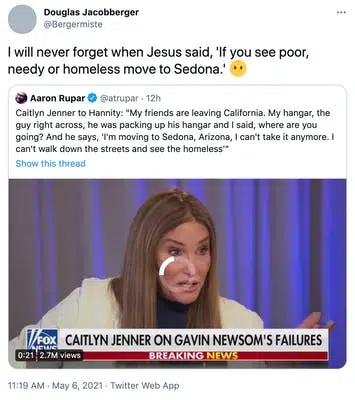 Douglas Jacobberger
@Bergermiste
I will never forget when Jesus said, 'If you see poor,
needy or homeless move to Sedona.' 😶
Aaron Rupar @atrupar · 12h
Caitlyn Jenner to Hannity: "My friends are leaving California. My hangar, the
guy right across, he was packing up his hangar and I said, where are you
going? And he says, 'I'm moving to Sedona, Arizona, I can't take it anymore. I
can't walk down the streets and see the homeless'"
Show this thread
FOX
NEWS
CAITLYN JENNER ON GAVIN NEWSOM'S FAILURES
BREAKING NEWS
0:21 2.7M views
11:19 AM · May 6, 2021 · Twitter Web App